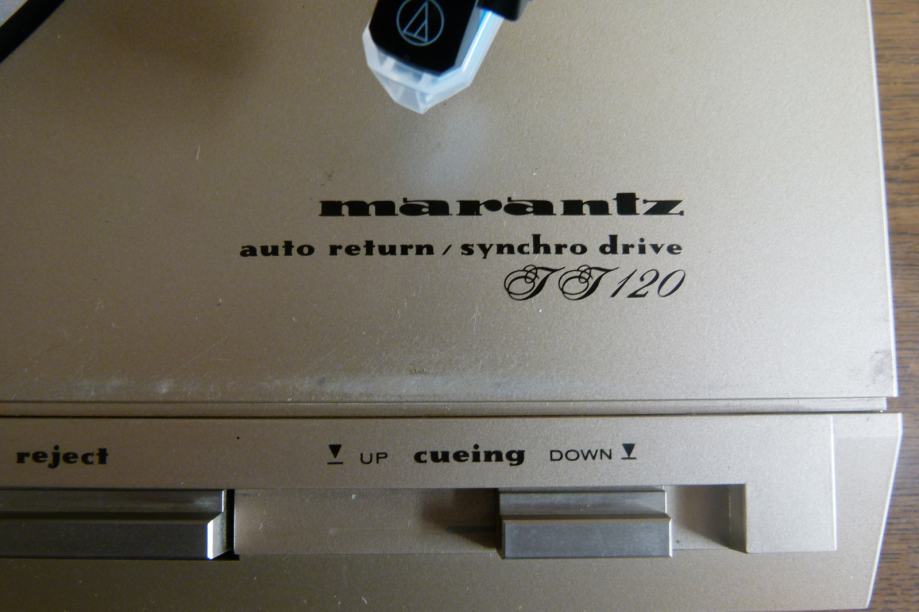 marantz
auto return / synchro drive
TT120
reject
UP cueing DOWN